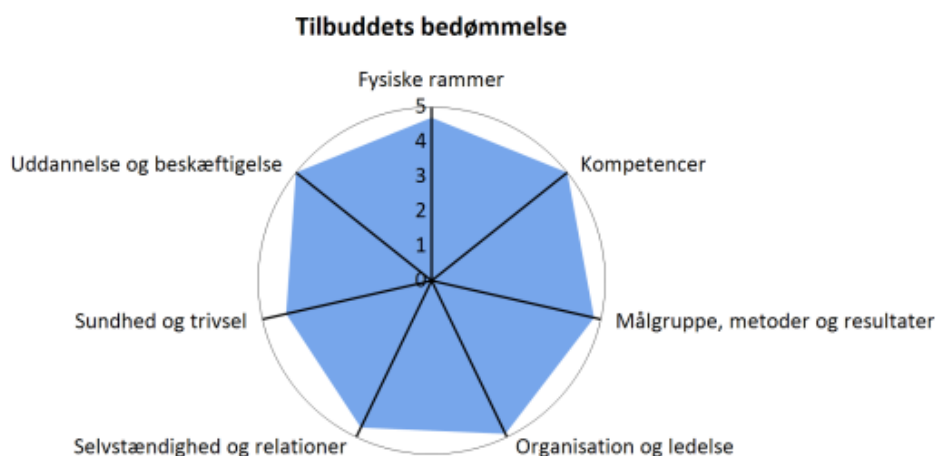 Tilbuddets bedømmelse
Fysiske rammer
5
4
3
2
1
0
Uddannelse og beskæftigelse
Kompetencer
Sundhed og trivsel
Målgruppe, metoder og resultater
Selvstændighed og relationer
Organisation og ledelse